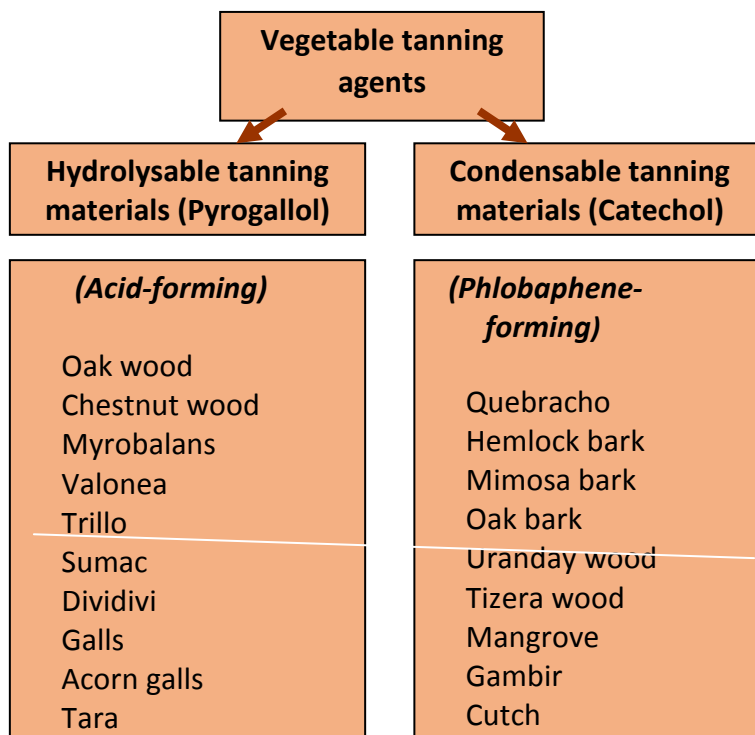 Vegetable tanning
agents
Hydrolysable tanning
materials (Pyrogallol)
Condensable tanning
materials (Catechol)
(Acid-forming)
Oak wood
Chestnut wood
Myrobalans
Valonea
Trillo
Sumac
Dividivi
Galls
Acorn galls
Tara
(Phlobaphene-
forming)
Quebracho
Hemlock bark
Mimosa bark
Oak bark
Uranday wood
Tizera wood
Mangrove
Gambir
Cutch